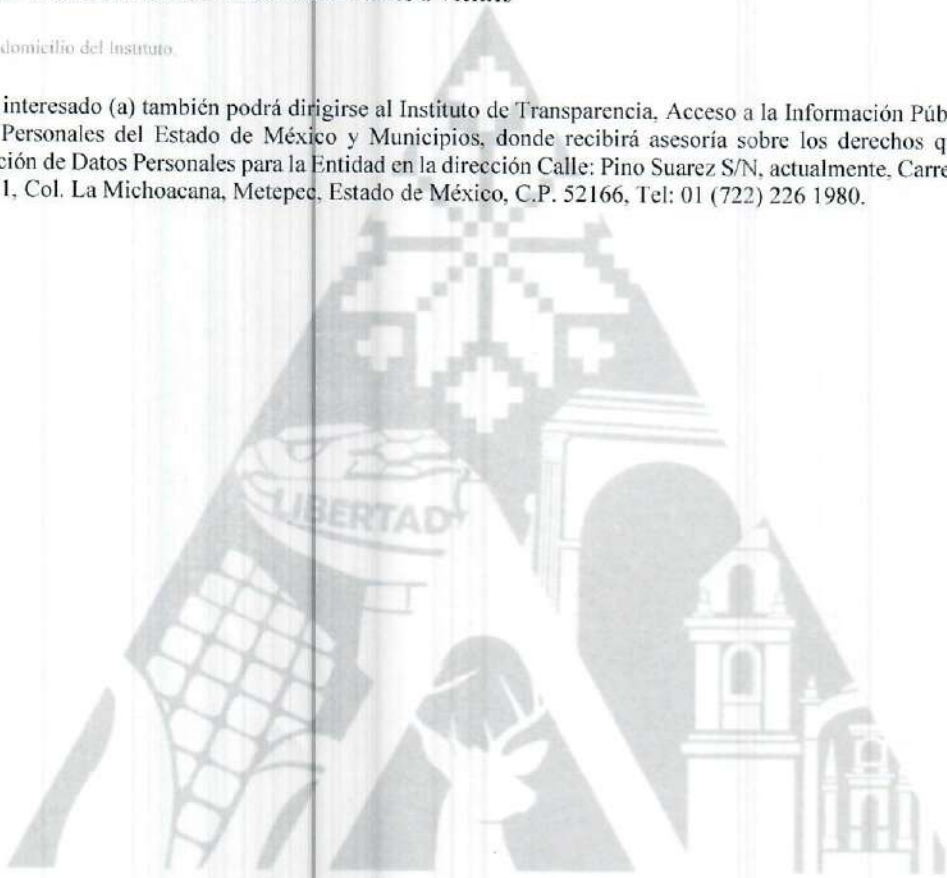 domicilio del Instituto.
interesado (a) también podrá dirigirse al Instituto de Transparencia, Acceso a la Información Púb
Personales del Estado de México y Municipios, donde recibirá asesoría sobre los derechos q
ción de Datos Personales para la Entidad en la dirección Calle: Pino Suarez S/N, actualmente, Carre
1, Col. La Michoacana, Metepec, Estado de México, C.P. 52166, Tel: 01 (722) 226 1980.
LIBERTAD